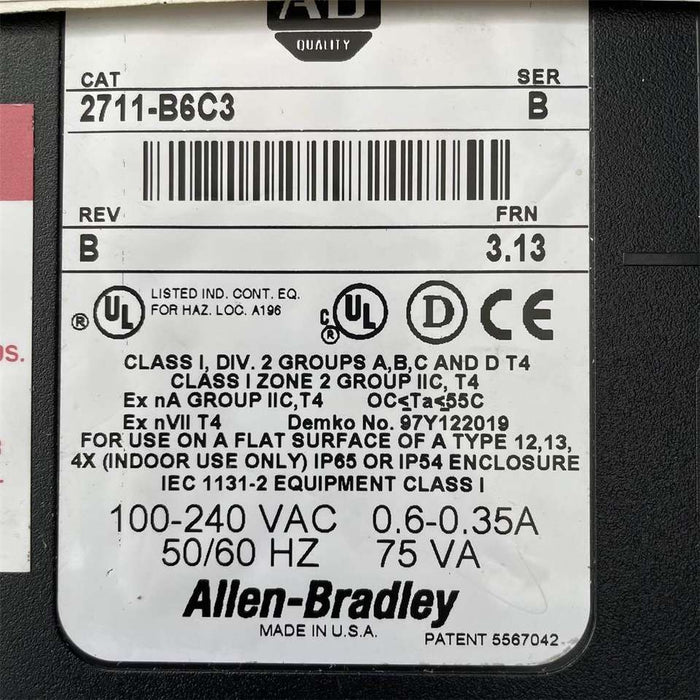 AB
QUALITY
CAT SER
2711-B6C3 B
REV FRN
B 3.13
® UL LISTED IND. CONT. EQ.
FOR HAZ. LOC. A196
C UL ® D CE
CLASS I, DIV. 2 GROUPS A,B,C AND D T4
CLASS I ZONE 2 GROUP IIC, T4
Ex nA GROUP IIC,T4 OC≤Ta≤55C
Ex nVII T4 Demko No. 97Y122019
FOR USE ON A FLAT SURFACE OF A TYPE 12,13,
4X (INDOOR USE ONLY) IP65 OR IP54 ENCLOSURE
IEC 1131-2 EQUIPMENT CLASS I
100-240 VAC 0.6-0.35A
50/60 HZ 75 VA
Allen-Bradley
MADE IN U.S.A. PATENT 5567042